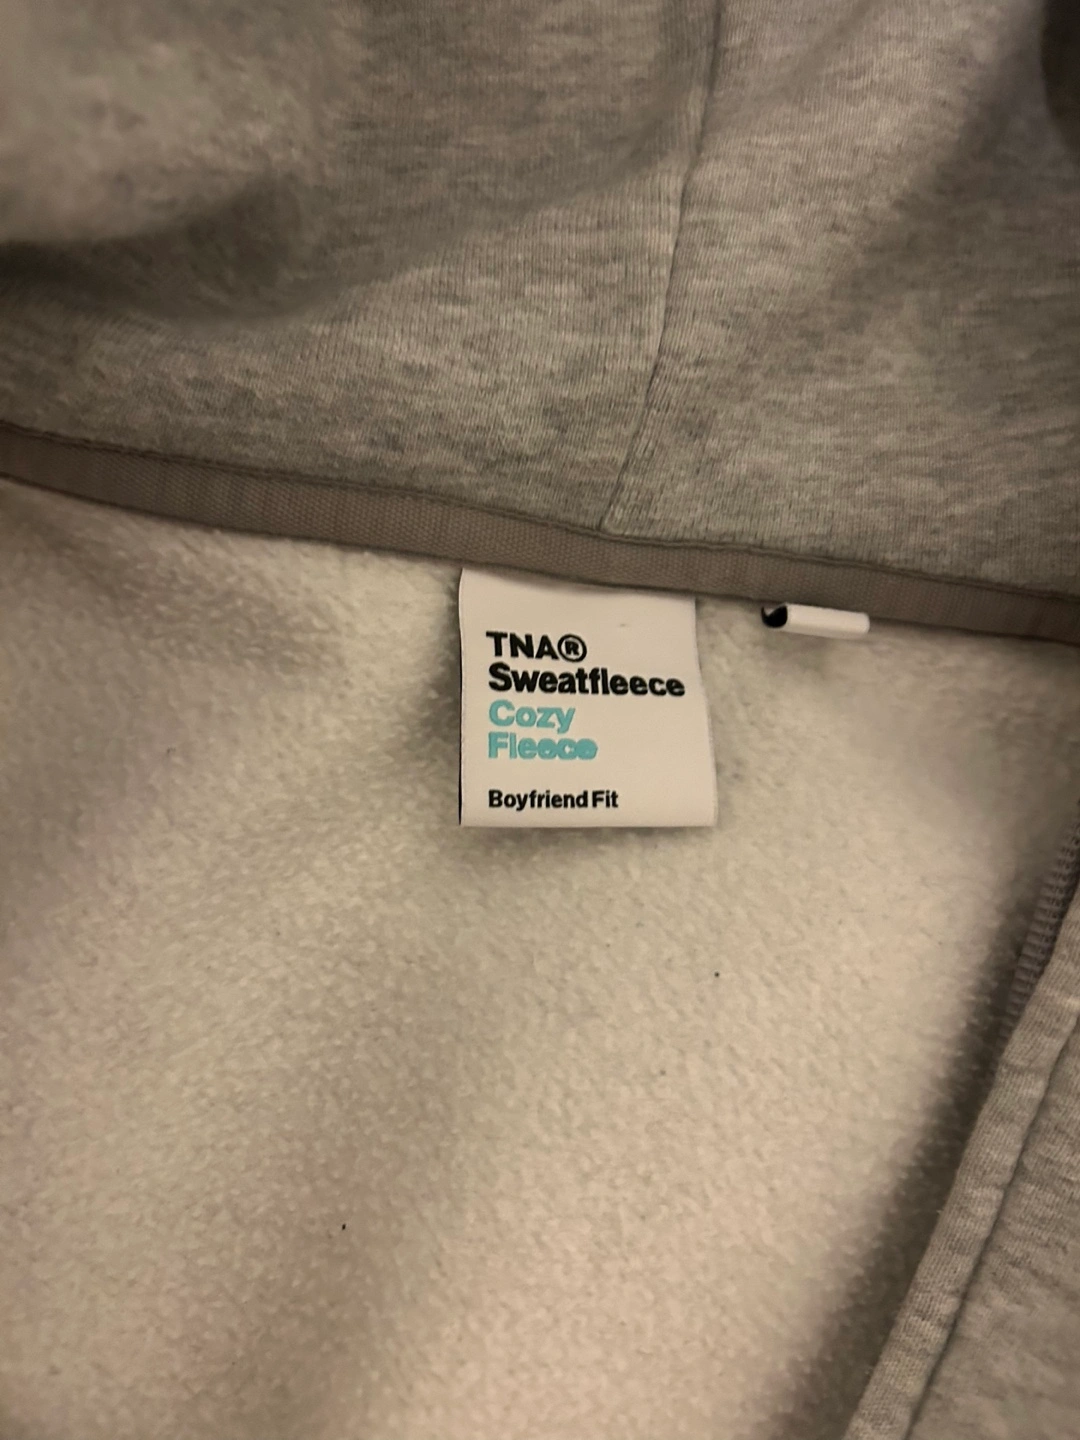 TNA®
Sweatfleece
Cozy
Fleece
Boyfriend Fit